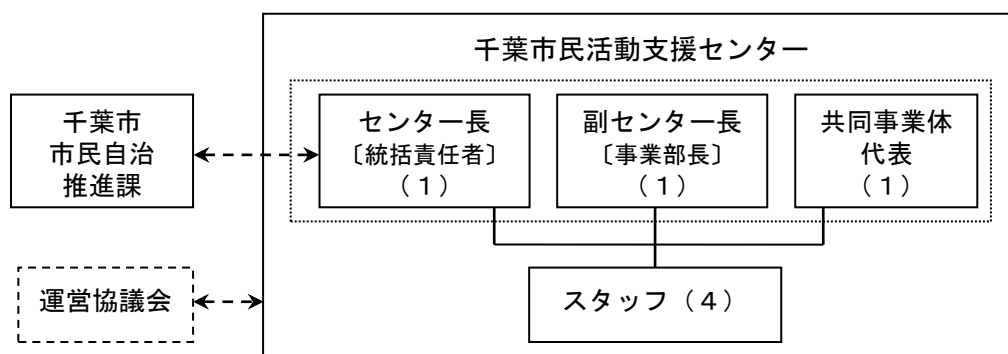 千葉市民活動支援センター
千葉市
市民自治
推進課
センター長
〔統括責任者〕
（１）
副センター長
〔事業部長〕
（１）
共同事業体
代表
（１）
運営協議会
スタッフ（４）